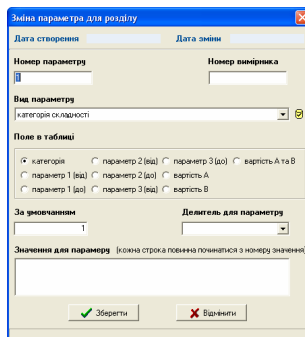 Зміна параметра для розділу
Дата створення Дата зміни
Номер параметру Номер вимірника
1
Вид параметру
категорія складності
Поле в таблиці
категорія параметр 2 (від) параметр 3 (до) вартість А та В
параметр 1 (від) параметр 2 (до) вартість А
параметр 1 (до) параметр 3 (від) вартість В
За умовчанням Делитель для параметру
1
Значення для парамеру (кожна строка повинна починатися з номеру значення)
Зберегти Відмінити